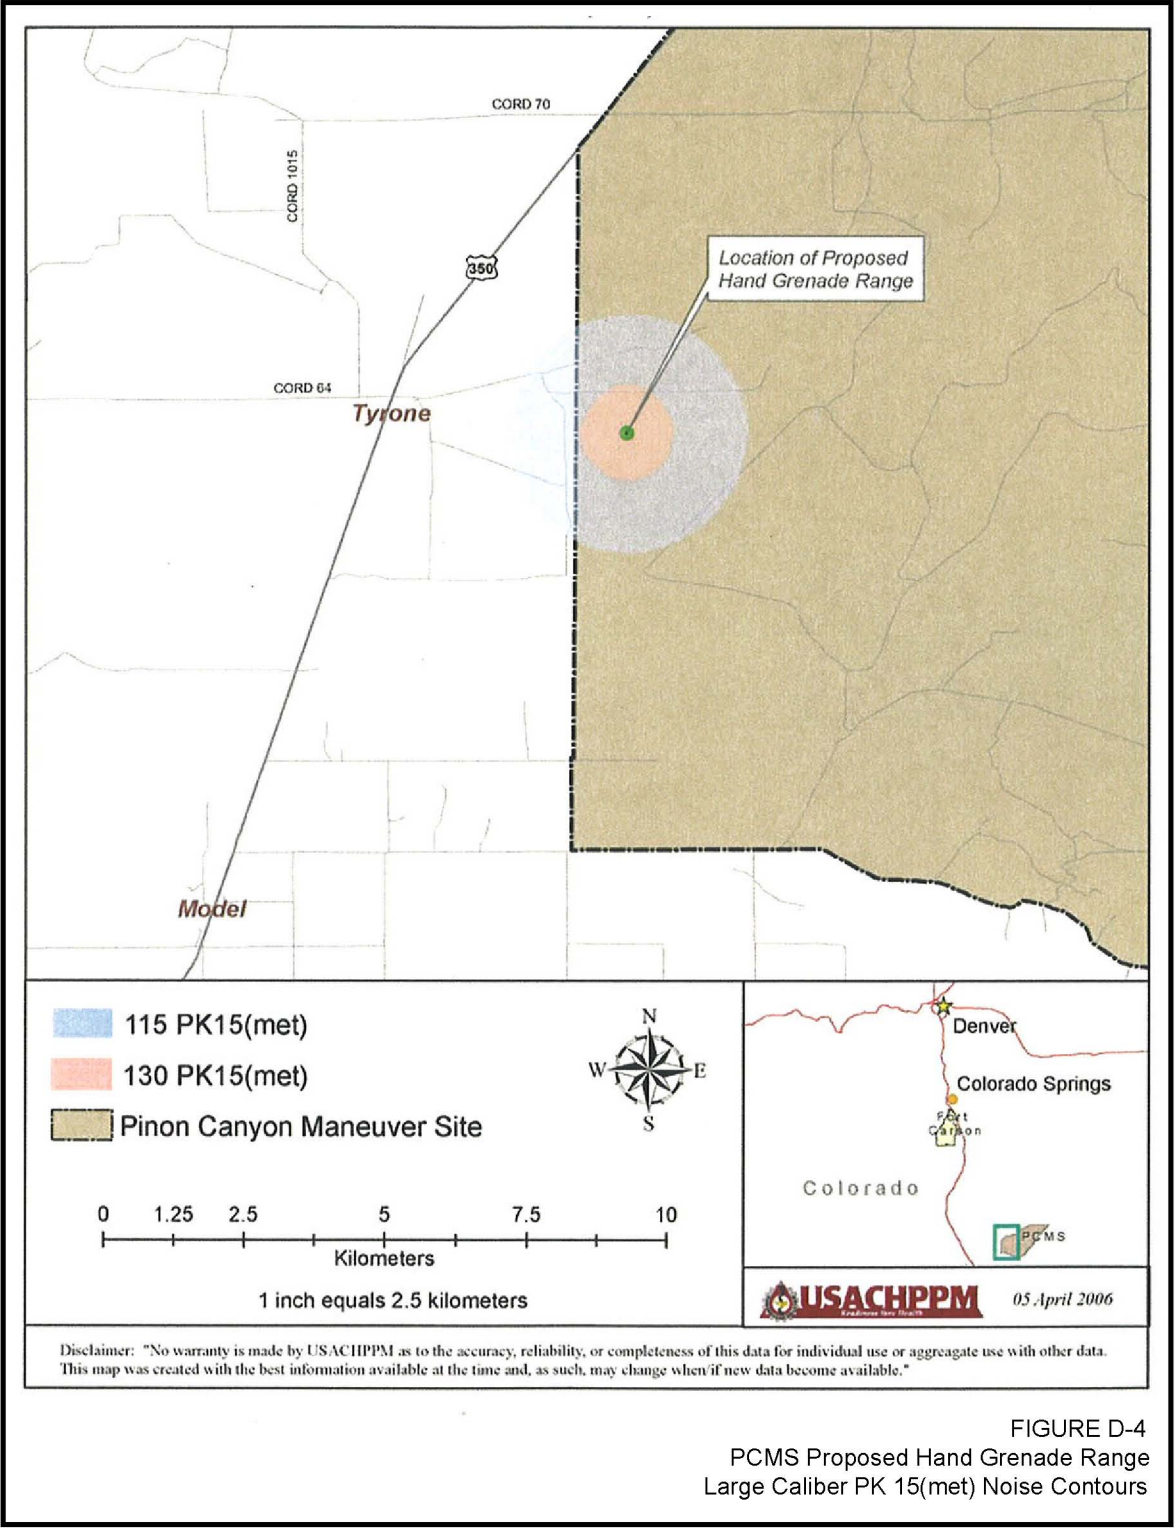 CORD 70
CORD 1015
350
Location of Proposed
Hand Grenade Range
CORD 64
Tyrone
Model
115 PK15(met)
130 PK15(met)
Pinon Canyon Maneuver Site
N
W
E
S
0 1.25 2.5 5 7.5 10
Kilometers
1 inch equals 2.5 kilometers
Denver
Colorado Springs
Fort
Carson
Colorado
PCMS
USACHPPM
05 April 2006
Disclaimer: "No warranty is made by USACHPPM as to the accuracy, reliability, or completeness of this data for individual use or aggreagate use with other data.
This map was created with the best information available at the time and, as such, may change when/if new data become available."
FIGURE D-4
PCMS Proposed Hand Grenade Range
Large Caliber PK 15(met) Noise Contours